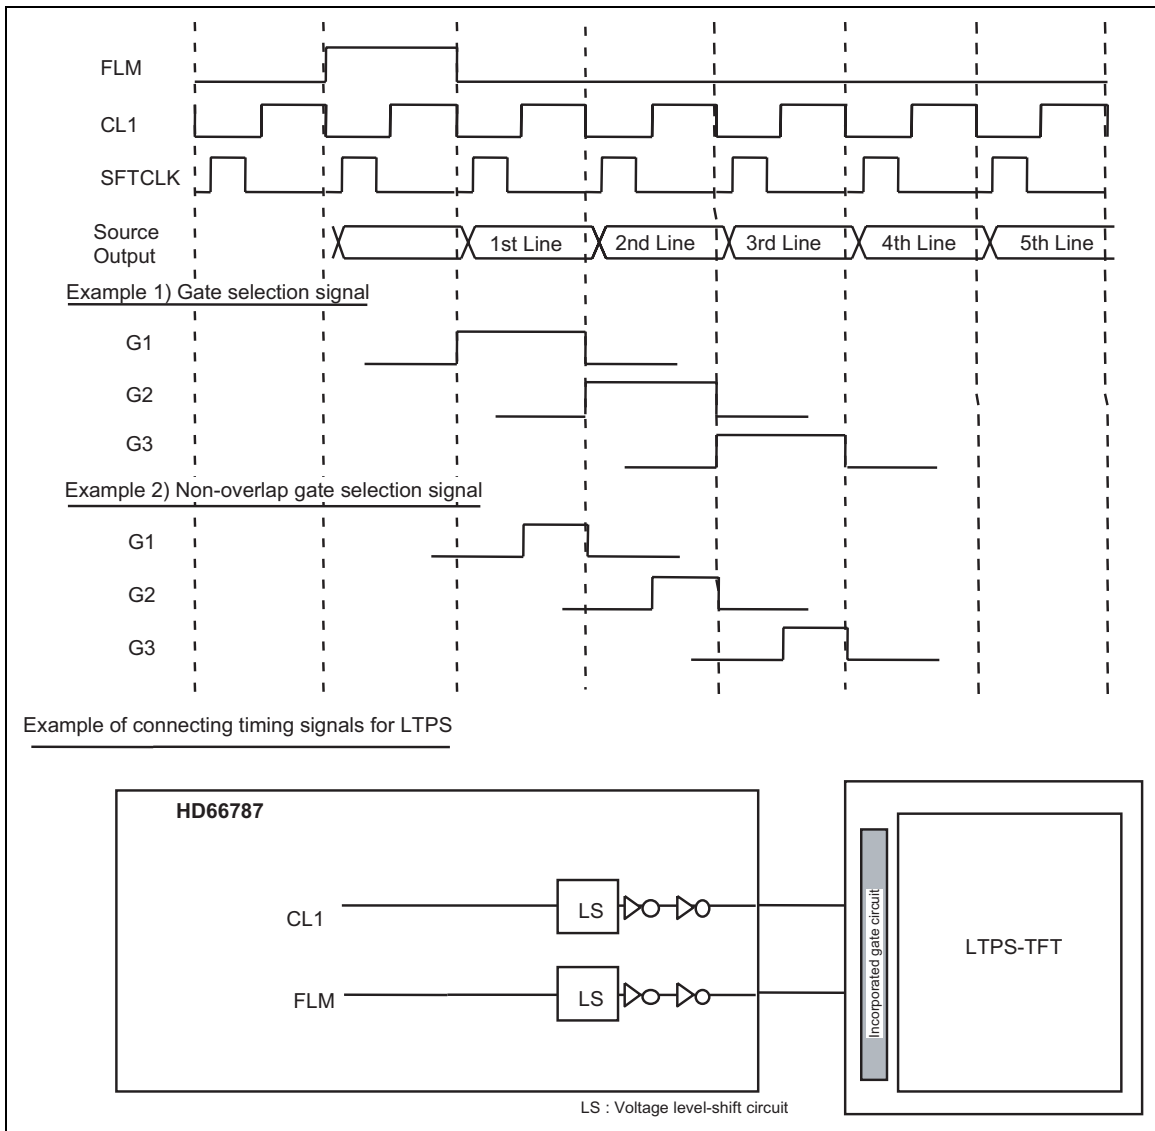 FLM
CL1
SFTCLK
Source
Output
1st Line
2nd Line
3rd Line
4th Line
5th Line
Example 1) Gate selection signal
G1
G2
G3
Example 2) Non-overlap gate selection signal
G1
G2
G3
Example of connecting timing signals for LTPS
HD66787
CL1
LS
FLM
LS
Incorporated gate circuit
LTPS-TFT
LS : Voltage level-shift circuit